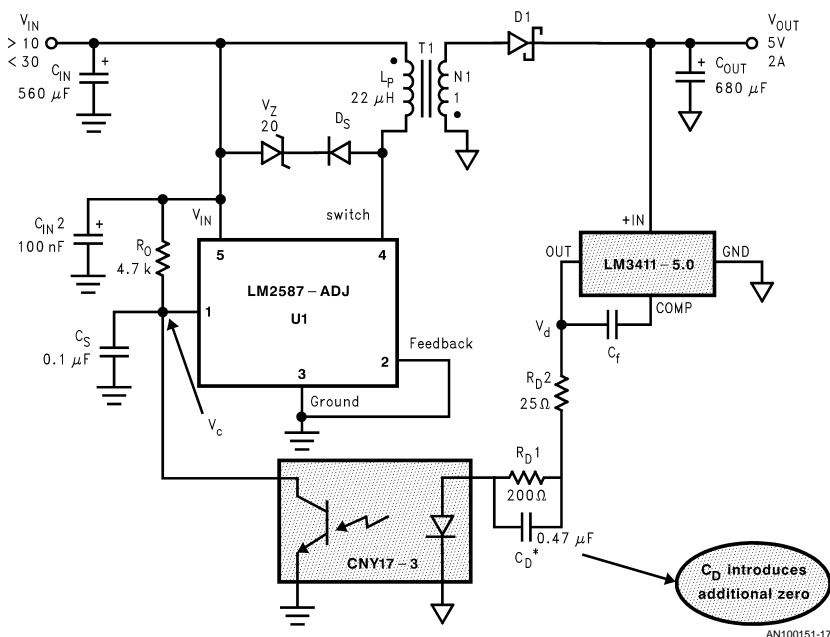 V_IN
> 10
< 30
C_IN
+
560 µF
V_Z
20
D_S
T1
L_P
22 µH
N1
1
D1
V_OUT
5V
2A
+
C_OUT
680 µF
C_IN 2
+
100 nF
R_O
4.7 k
V_IN
switch
5
4
LM2587-ADJ
U1
1
2
3
Feedback
Ground
C_S
0.1 µF
V_c
+IN
OUT
LM3411-5.0
GND
COMP
V_d
C_f
R_D2
25Ω
R_D1
200Ω
0.47 µF
C_D*
CNY17-3
C_D introduces
additional zero
AN100151-17